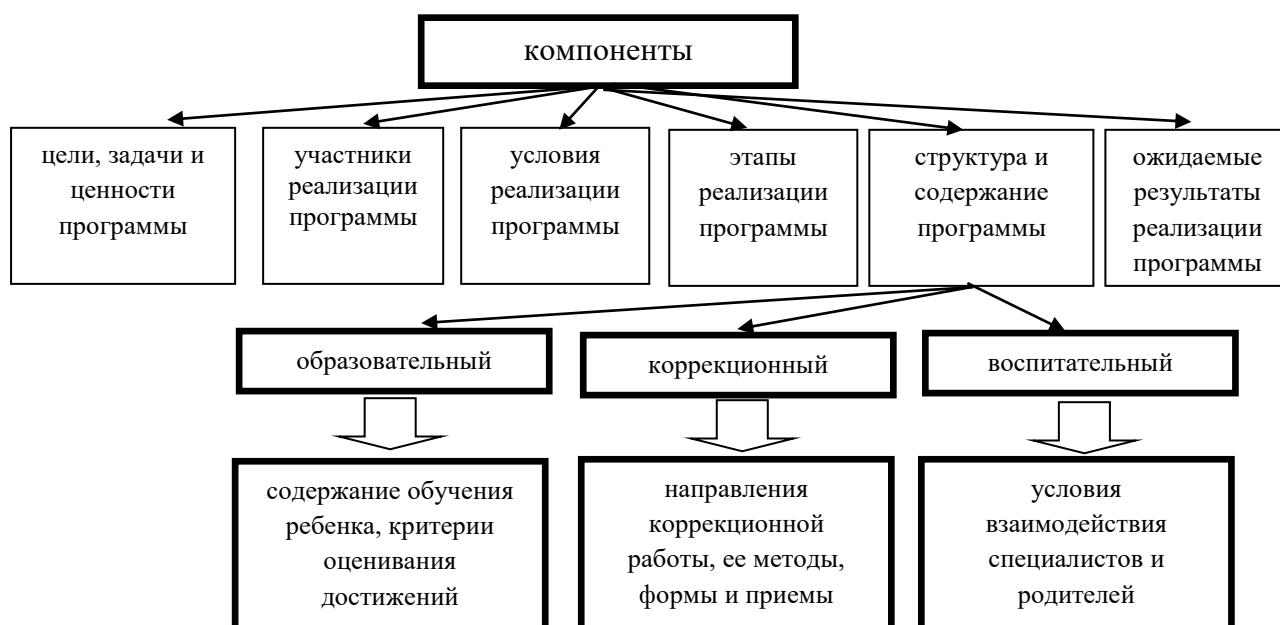 компоненты
цели, задачи и
ценности
программы
участники
реализации
программы
условия
реализации
программы
этапы
реализации
программы
структура и
содержание
программы
ожидаемые
результаты
реализации
программы
образовательный
коррекционный
воспитательный
содержание обучения
ребенка, критерии
оценивания
достижений
направления
коррекционной
работы, ее методы,
формы и приемы
условия
взаимодействия
специалистов и
родителей